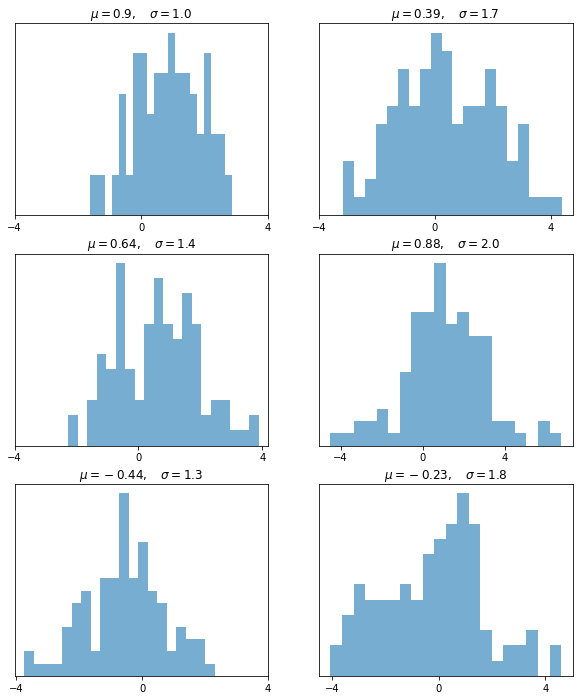 μ = 0.9, σ = 1.0
μ = 0.39, σ = 1.7
−4 0 4
−4 0 4
μ = 0.64, σ = 1.4
μ = 0.88, σ = 2.0
−4 0 4
−4 0 4
μ = −0.44, σ = 1.3
μ = −0.23, σ = 1.8
−4 0 4
−4 0 4